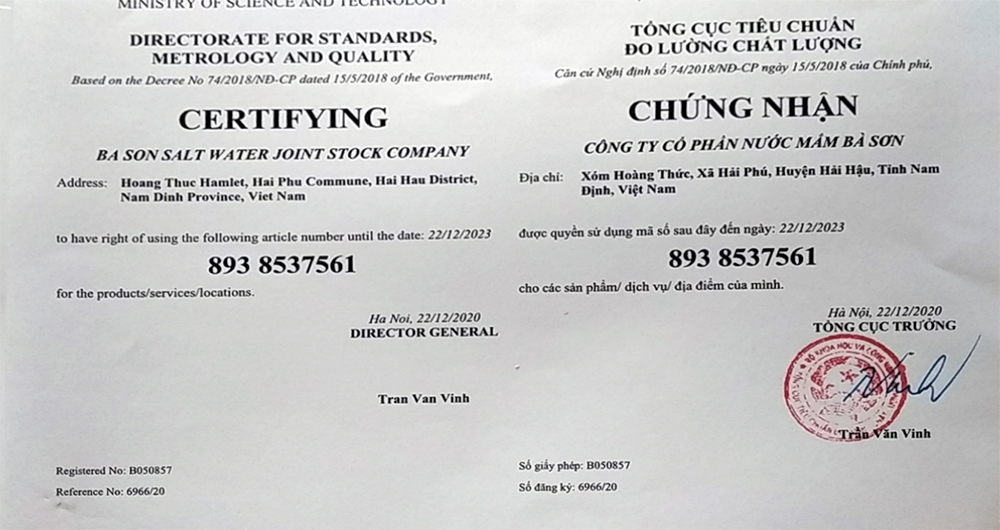 MINISTRY OF SCIENCE AND TECHNOLOGY
DIRECTORATE FOR STANDARDS,
METROLOGY AND QUALITY
Based on the Decree No 74/2018/NĐ-CP dated 15/5/2018 of the Government,
CERTIFYING
BA SON SALT WATER JOINT STOCK COMPANY
Address: Hoang Thuc Hamlet, Hai Phu Commune, Hai Hau District,
Nam Dinh Province, Viet Nam
to have right of using the following article number until the date: 22/12/2023
893 8537561
for the products/services/locations.
Ha Noi, 22/12/2020
DIRECTOR GENERAL
Tran Van Vinh
Registered No: B050857
Reference No: 6966/20
TỔNG CỤC TIÊU CHUẨN
ĐO LƯỜNG CHẤT LƯỢNG
Căn cứ Nghị định số 74/2018/NĐ-CP ngày 15/5/2018 của Chính phủ,
CHỨNG NHẬN
CÔNG TY CỔ PHẦN NƯỚC MẮM BÀ SƠN
Địa chỉ: Xóm Hoàng Thức, Xã Hải Phú, Huyện Hải Hậu, Tỉnh Nam
Định, Việt Nam
được quyền sử dụng mã số sau đây đến ngày: 22/12/2023
893 8537561
cho các sản phẩm/ dịch vụ/ địa điểm của mình.
Hà Nội, 22/12/2020
TỔNG CỤC TRƯỞNG
BỘ KHOA HỌC VÀ CÔNG
Trần Văn Vinh
Số giấy phép: B050857
Số đăng ký: 6966/20